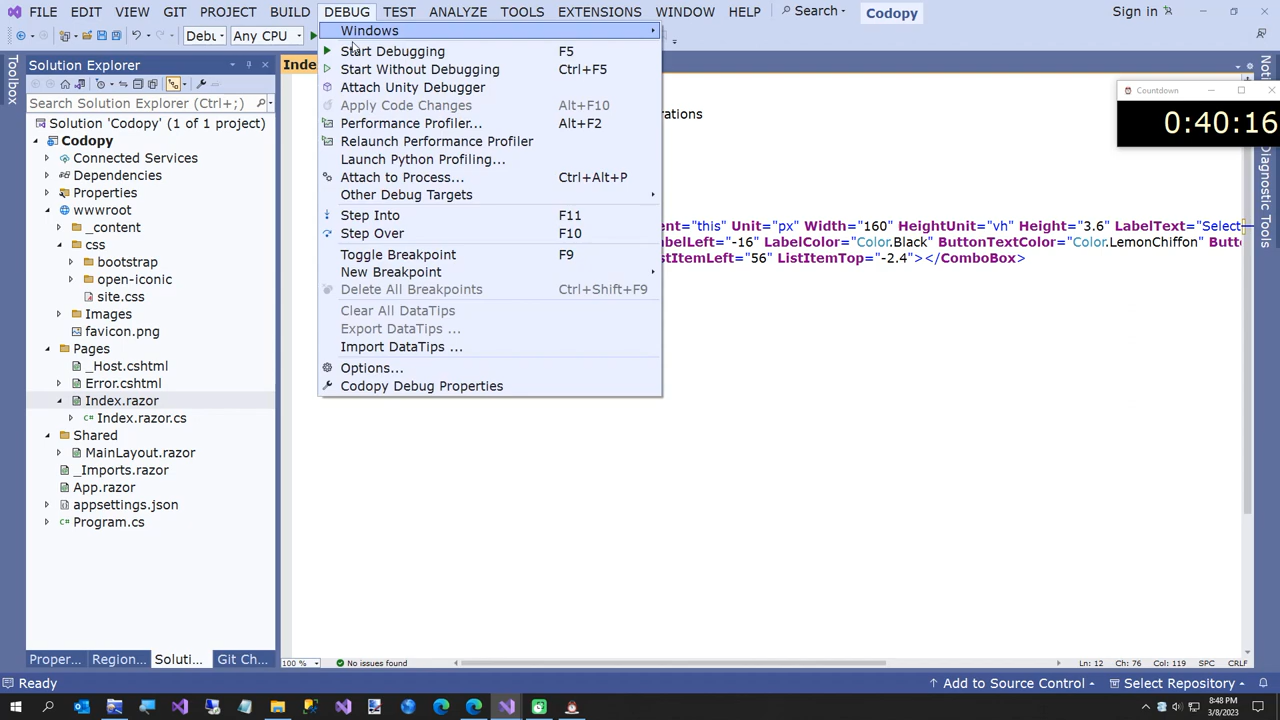 FILE EDIT VIEW GIT PROJECT BUILD DEBUG TEST ANALYZE TOOLS EXTENSIONS WINDOW HELP Search Codopy Sign in
Debu Any CPU
Windows
Start Debugging F5
Start Without Debugging Ctrl+F5
Attach Unity Debugger
Apply Code Changes Alt+F10
Performance Profiler... Alt+F2
Relaunch Performance Profiler
Launch Python Profiling...
Attach to Process... Ctrl+Alt+P
Other Debug Targets
Step Into F11
Step Over F10
Toggle Breakpoint F9
New Breakpoint
Delete All Breakpoints Ctrl+Shift+F9
Clear All DataTips
Export DataTips ...
Import DataTips ...
Options...
Codopy Debug Properties
Toolbox
Solution Explorer
Search Solution Explorer (Ctrl+;)
Solution 'Codopy' (1 of 1 project)
Codopy
Connected Services
Dependencies
Properties
wwwroot
_content
css
bootstrap
open-iconic
site.css
Images
favicon.png
Pages
_Host.cshtml
Error.cshtml
Index.razor
Index.razor.cs
Shared
MainLayout.razor
_Imports.razor
App.razor
appsettings.json
Program.cs
Proper... Region... Soluti... Git Ch...
Inde
rations
ent="this" Unit="px" Width="160" HeightUnit="vh" Height="3.6" LabelText="Select
abelLeft="-16" LabelColor="Color.Black" ButtonTextColor="Color.LemonChiffon" Butt
istItemLeft="56" ListItemTop="-2.4"></ComboBox>
Countdown
0:40:16
Diagnostic Tools
100 % No issues found Ln: 12 Ch: 76 Col: 119 SPC CRLF
Ready Add to Source Control Select Repository
8:48 PM
3/8/2023